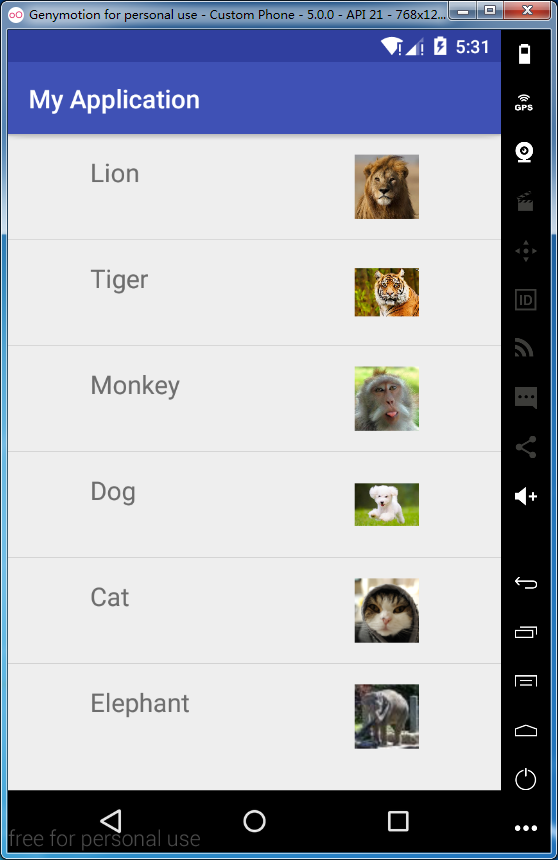 Genymotion for personal use - Custom Phone - 5.0.0 - API 21 - 768x12...
5:31
My Application
GPS
Lion
Tiger
Monkey
ID
Dog
Cat
Elephant
free for personal use